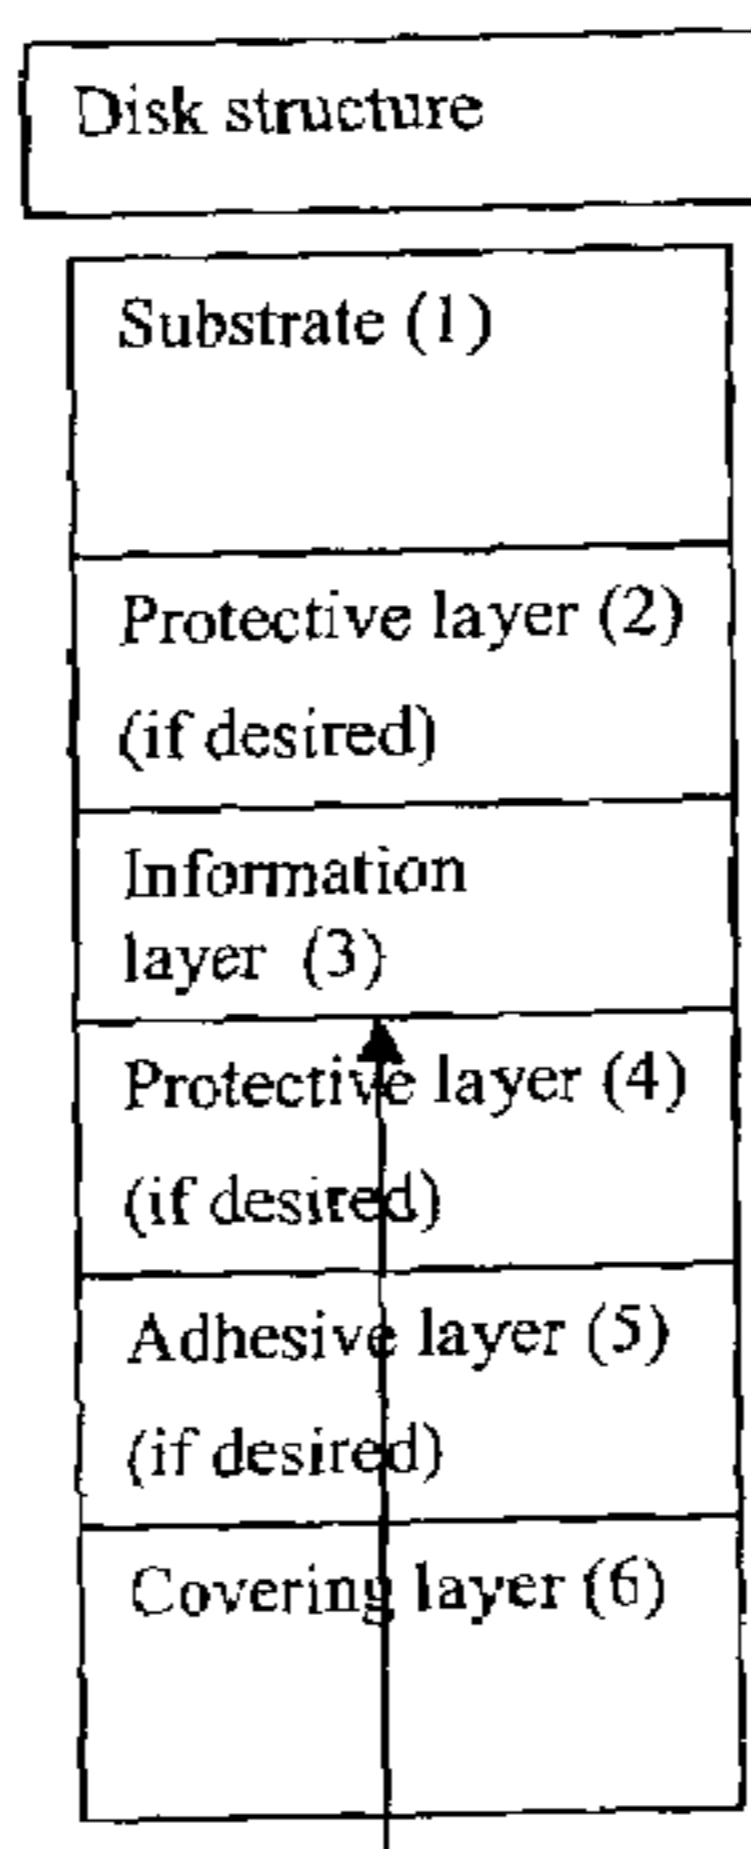 Disk structure
Substrate (1)
Protective layer (2)
(if desired)
Information
layer (3)
Protective layer (4)
(if desired)
Adhesive layer (5)
(if desired)
Covering layer (6)